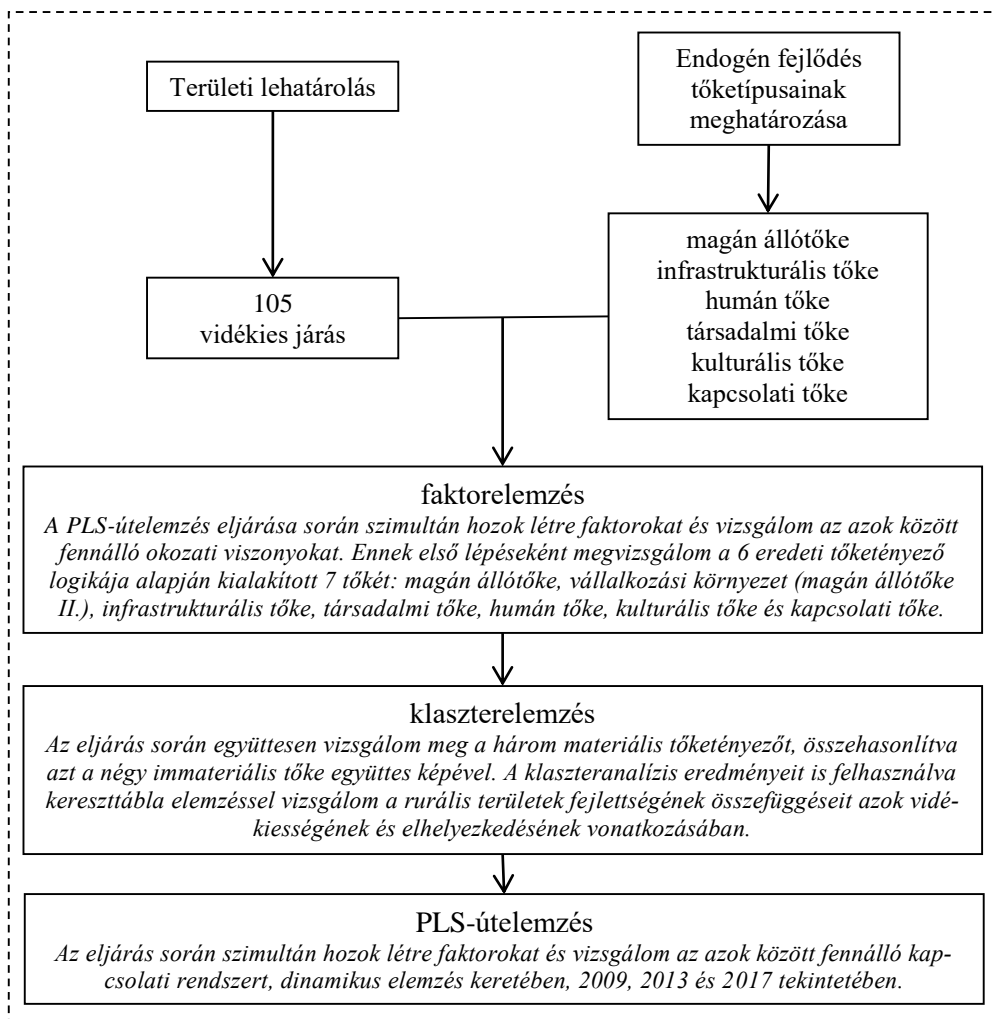 Területi lehatárolás
Endogén fejlődés
tőketípusainak
meghatározása
105
vidékies járás
magán állótőke
infrastrukturális tőke
humán tőke
társadalmi tőke
kulturális tőke
kapcsolati tőke
faktorelemzés
A PLS-útelemzés eljárása során szimultán hozok létre faktorokat és vizsgálom az azok között
fennálló okozati viszonyokat. Ennek első lépéseként megvizsgálom a 6 eredeti tőketényező
logikája alapján kialakított 7 tőkét: magán állótőke, vállalkozási környezet (magán állótőke
II.), infrastrukturális tőke, társadalmi tőke, humán tőke, kulturális tőke és kapcsolati tőke.
klaszterelemzés
Az eljárás során együttesen vizsgálom meg a három materiális tőketényezőt, összehasonlítva
azt a négy immateriális tőke együttes képével. A klaszteranalízis eredményeit is felhasználva
kereszttábla elemzéssel vizsgálom a rurális területek fejlettségének összefüggéseit azok vidé-
kiességének és elhelyezkedésének vonatkozásában.
PLS-útelemzés
Az eljárás során szimultán hozok létre faktorokat és vizsgálom az azok között fennálló kap-
csolati rendszert, dinamikus elemzés keretében, 2009, 2013 és 2017 tekintetében.